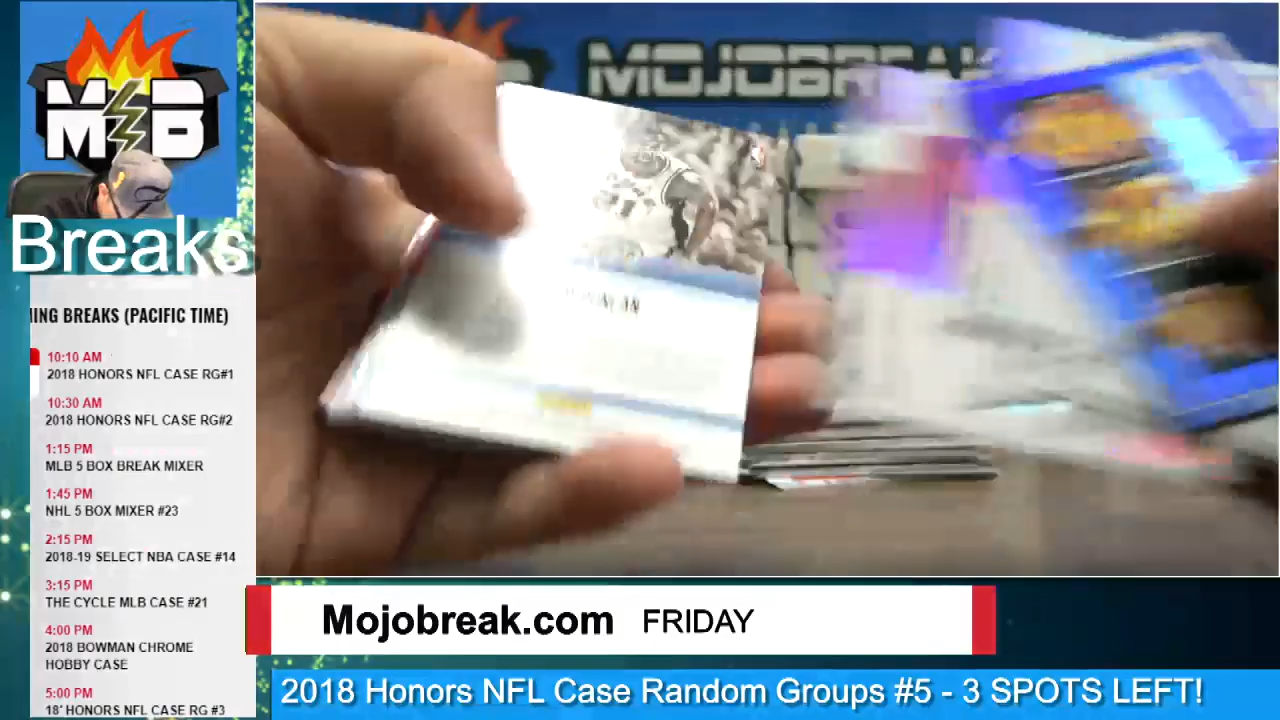 MOJOBREAK
M B
Breaks
ING BREAKS (PACIFIC TIME)
10:10 AM
2018 HONORS NFL CASE RG#1
10:30 AM
2018 HONORS NFL CASE RG#2
1:15 PM
MLB 5 BOX BREAK MIXER
1:45 PM
NHL 5 BOX MIXER #23
2:15 PM
2018-19 SELECT NBA CASE #14
3:15 PM
THE CYCLE MLB CASE #21
4:00 PM
2018 BOWMAN CHROME
HOBBY CASE
5:00 PM
18' HONORS NFL CASE RG #3
Mojobreak.com FRIDAY
2018 Honors NFL Case Random Groups #5 - 3 SPOTS LEFT!